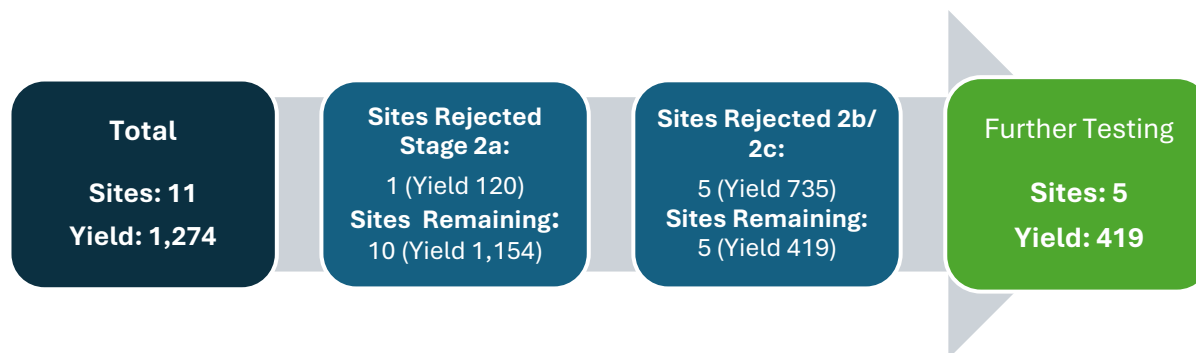 Total
Sites: 11
Yield: 1,274
Sites Rejected
Stage 2a:
1 (Yield 120)
Sites Remaining:
10 (Yield 1,154)
Sites Rejected 2b/
2c:
5 (Yield 735)
Sites Remaining:
5 (Yield 419)
Further Testing
Sites: 5
Yield: 419